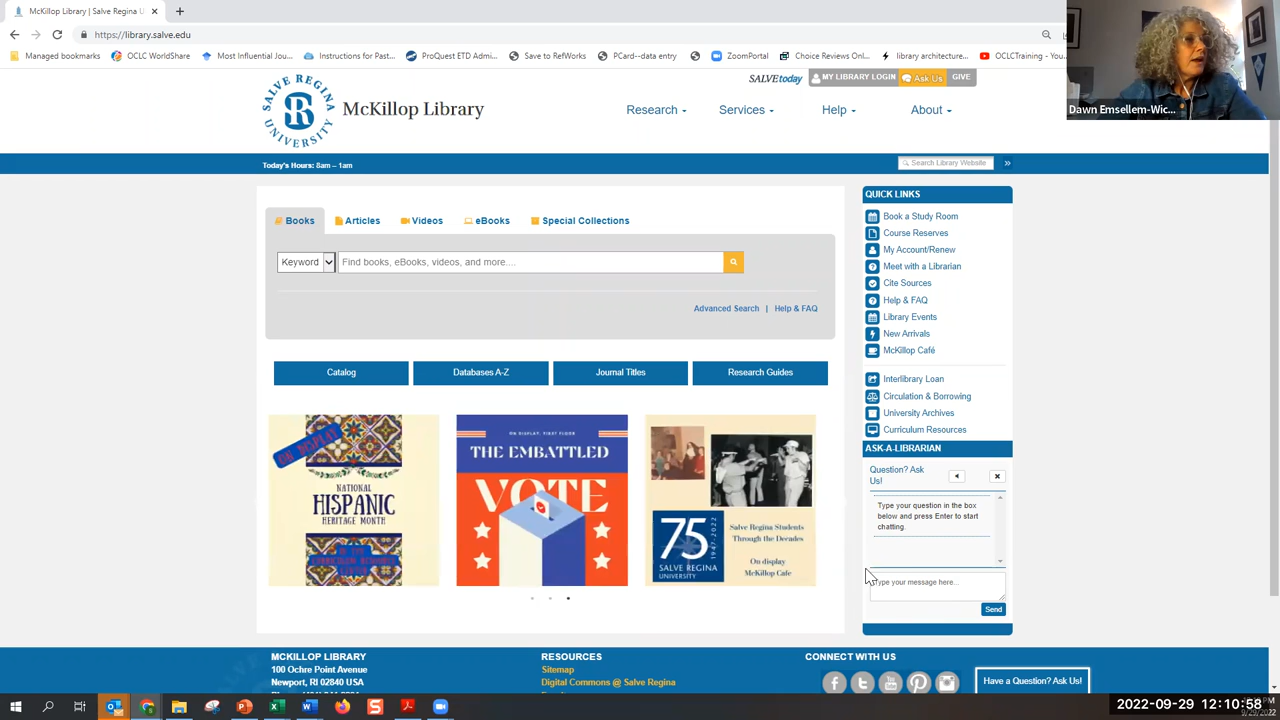 McKillop Library | Salve Regina U
https://library.salve.edu
Managed bookmarks
OCLC WorldShare
Most Influential Jou...
Instructions for Past...
ProQuest ETD Admi...
Save to RefWorks
PCard--data entry
ZoomPortal
Choice Reviews Onl...
library architecture...
OCLCTraining - You...
Dawn Emsellem-Wic...
SALVE REGINA UNIVERSITY
McKillop Library
SALVEtoday
MY LIBRARY LOGIN
Ask Us
GIVE
Research
Services
Help
About
Today's Hours: 8am – 1am
Search Library Website
»
Books
Articles
Videos
eBooks
Special Collections
Keyword
Find books, eBooks, videos, and more....
Advanced Search | Help & FAQ
Catalog
Databases A-Z
Journal Titles
Research Guides
ON DISPLAY
NATIONAL
HISPANIC
HERITAGE MONTH
ON DISPLAY, FIRST FLOOR
THE EMBATTLED
VOTE
75
1947-2022
SALVE REGINA
UNIVERSITY
Salve Regina Students
Through the Decades
On display
McKillop Cafe
QUICK LINKS
Book a Study Room
Course Reserves
My Account/Renew
Meet with a Librarian
Cite Sources
Help & FAQ
Library Events
New Arrivals
McKillop Café
Interlibrary Loan
Circulation & Borrowing
University Archives
Curriculum Resources
ASK-A-LIBRARIAN
Question? Ask
Us!
Type your question in the box
below and press Enter to start
chatting.
Type your message here...
Send
MCKILLOP LIBRARY
100 Ochre Point Avenue
Newport, RI 02840 USA
RESOURCES
Sitemap
Digital Commons @ Salve Regina
CONNECT WITH US
Have a Question? Ask Us!
2022-09-29 12:10:58